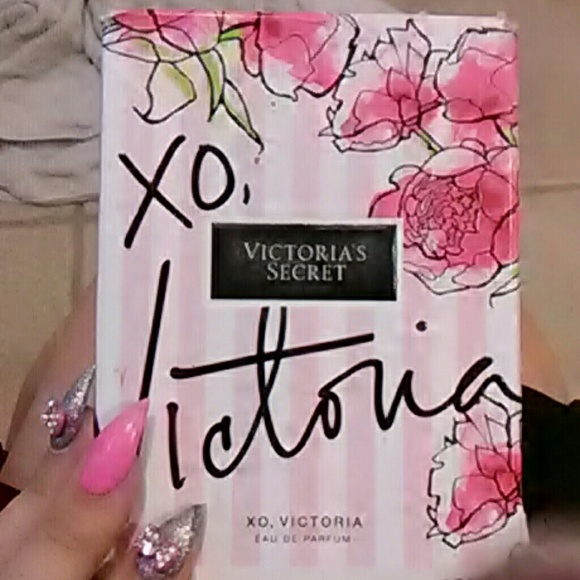 XO,
VICTORIA'S
SECRET
Victoria
XO, VICTORIA
EAU DE PARFUM